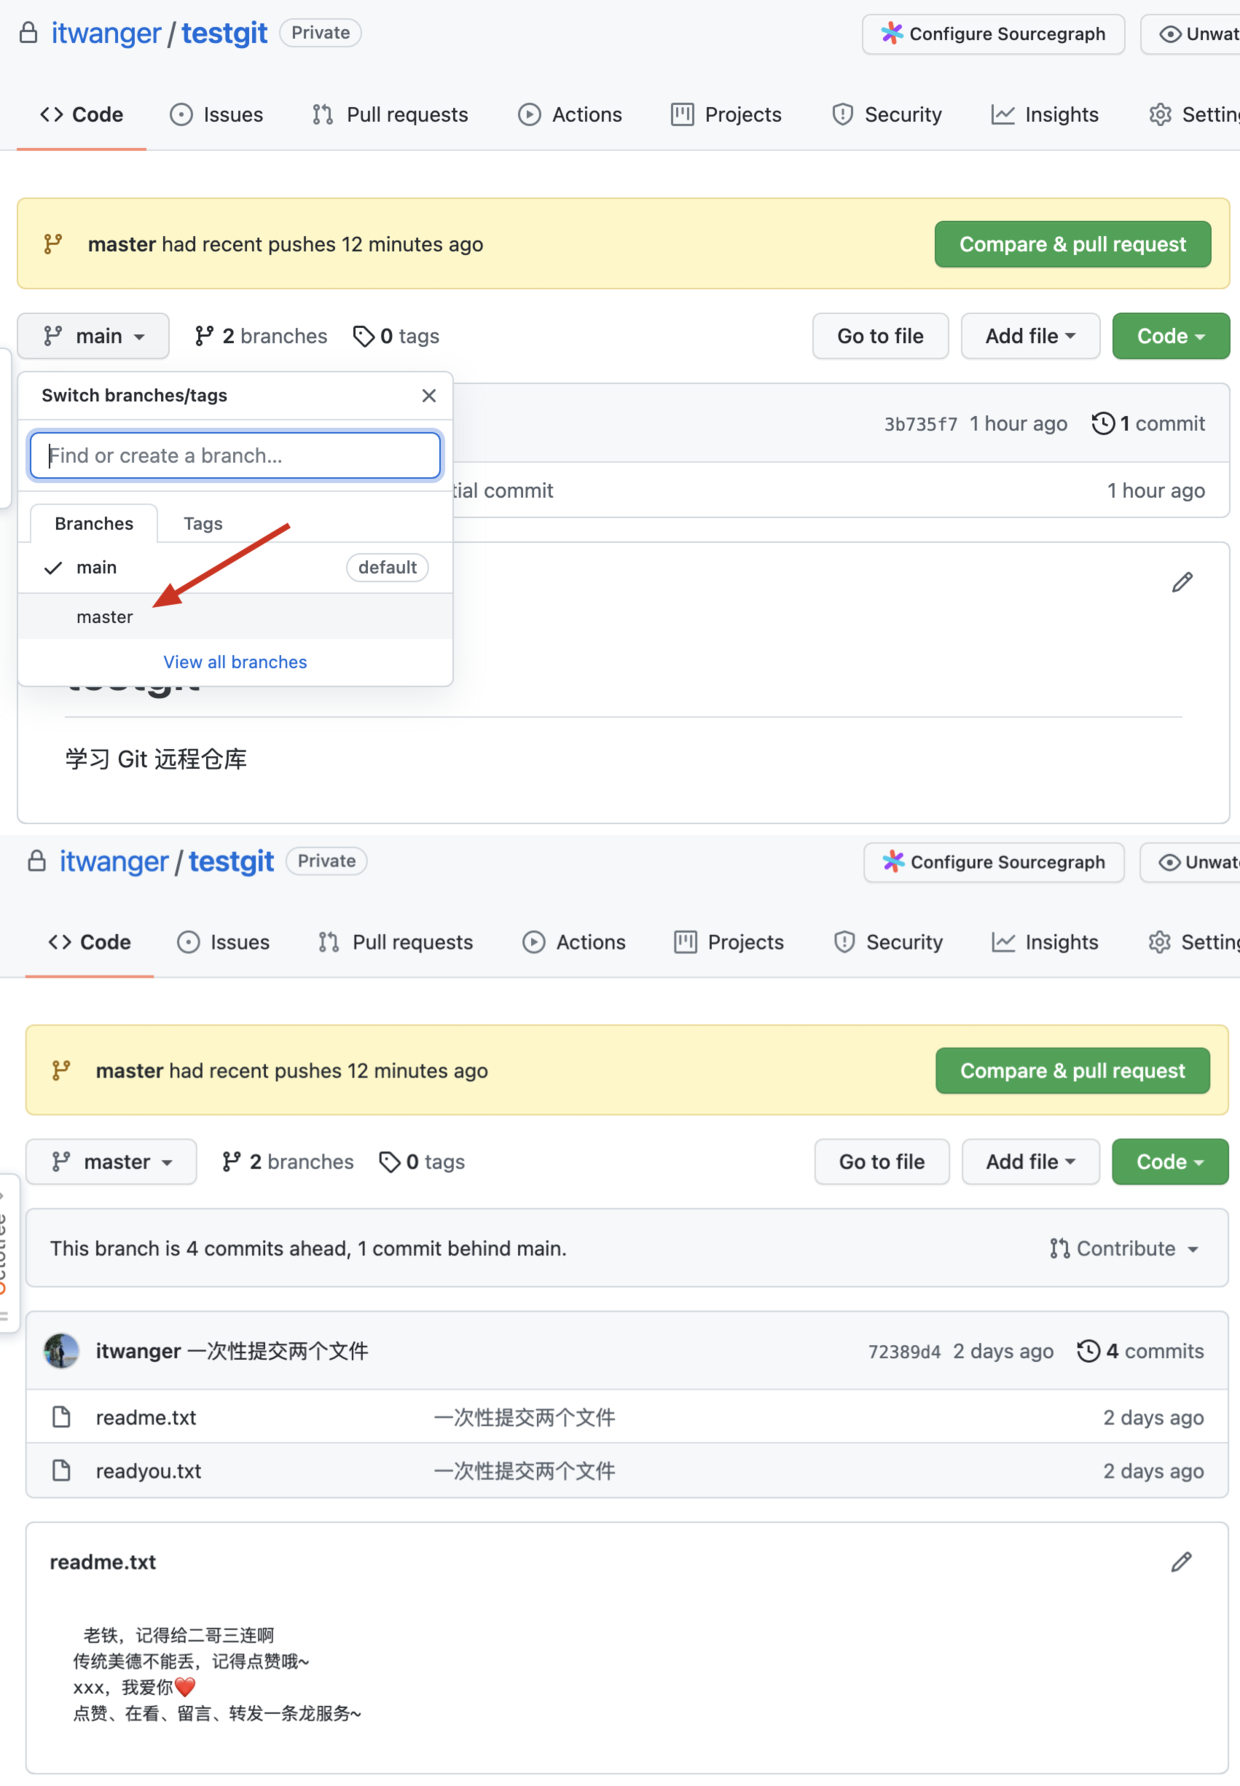 itwanger / testgit Private Configure Sourcegraph Unwat
Code Issues Pull requests Actions Projects Security Insights Settin
master had recent pushes 12 minutes ago Compare & pull request
main 2 branches 0 tags Go to file Add file Code
Switch branches/tags
3b735f7 1 hour ago 1 commit
Find or create a branch...
tial commit 1 hour ago
Branches Tags
main default
master
View all branches
testgit
学习 Git 远程仓库
itwanger / testgit Private Configure Sourcegraph Unwat
Code Issues Pull requests Actions Projects Security Insights Setting
master had recent pushes 12 minutes ago Compare & pull request
master 2 branches 0 tags Go to file Add file Code
Octotree
This branch is 4 commits ahead, 1 commit behind main. Contribute
itwanger 一次性提交两个文件 72389d4 2 days ago 4 commits
readme.txt 一次性提交两个文件 2 days ago
readyou.txt 一次性提交两个文件 2 days ago
readme.txt
老铁，记得给二哥三连啊
传统美德不能丢，记得点赞哦~
xxx，我爱你❤️
点赞、在看、留言、转发一条龙服务~